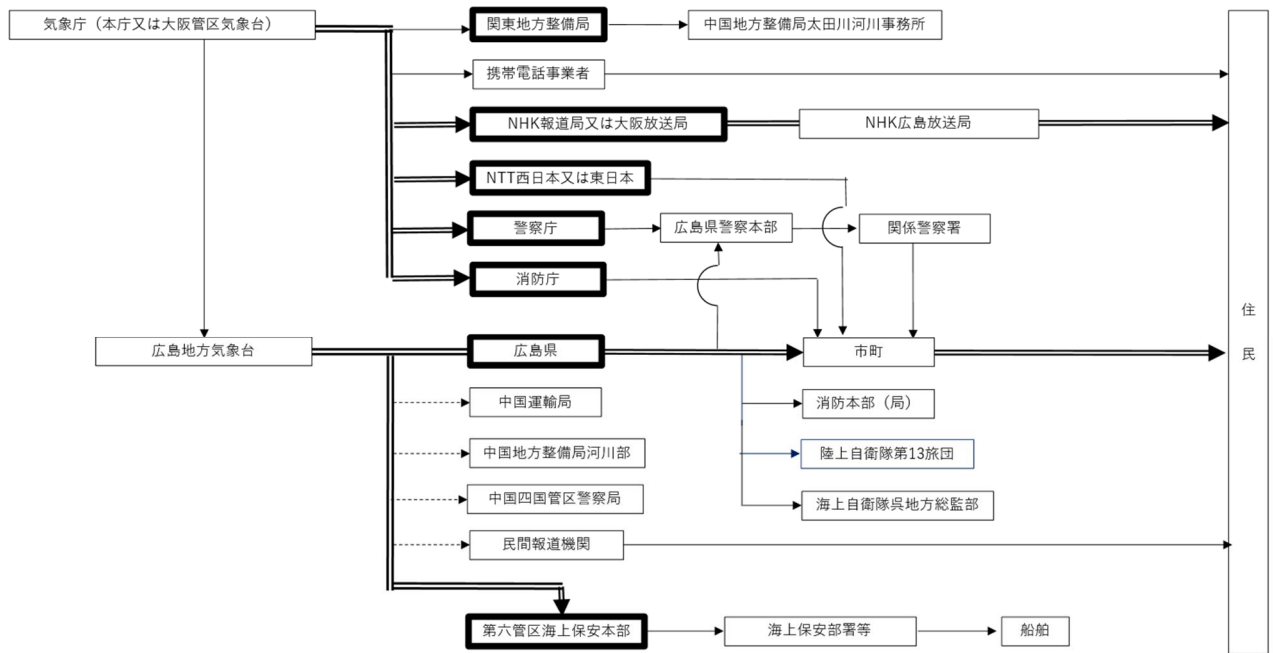 気象庁（本庁又は大阪管区気象台）
関東地方整備局
中国地方整備局太田川河川事務所
携帯電話事業者
NHK報道局又は大阪放送局
NHK広島放送局
NTT西日本又は東日本
警察庁
広島県警察本部
関係警察署
消防庁
広島地方気象台
広島県
市町
住民
中国運輸局
消防本部（局）
中国地方整備局河川部
陸上自衛隊第13旅団
中国四国管区警察局
海上自衛隊呉地方総監部
民間報道機関
第六管区海上保安本部
海上保安部署等
船舶